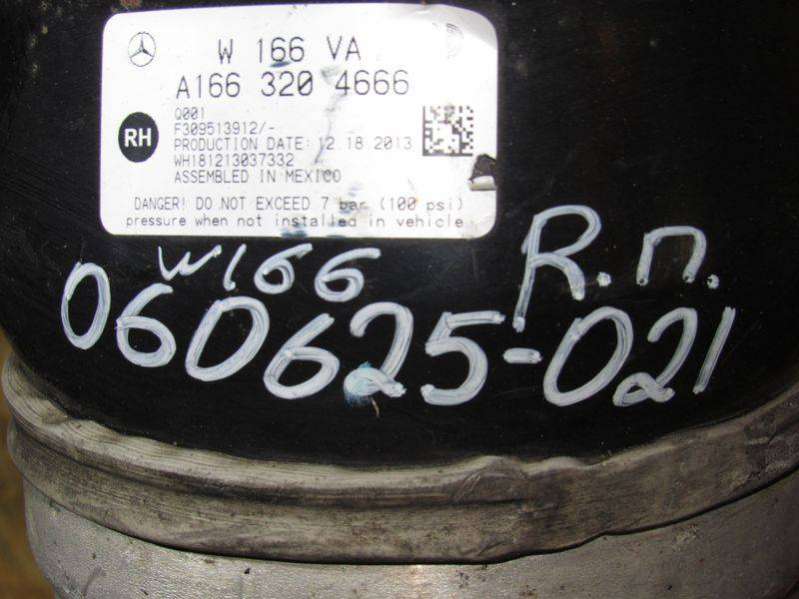 W 166 VA
A166 320 4666
Q001
F309513912/-
RH
PRODUCTION DATE: 12.18 2013
WH181213037332
ASSEMBLED IN MEXICO
DANGER! DO NOT EXCEED 7 bar (100 psi)
pressure when not installed in vehicle
W166 R.п.
060625-021